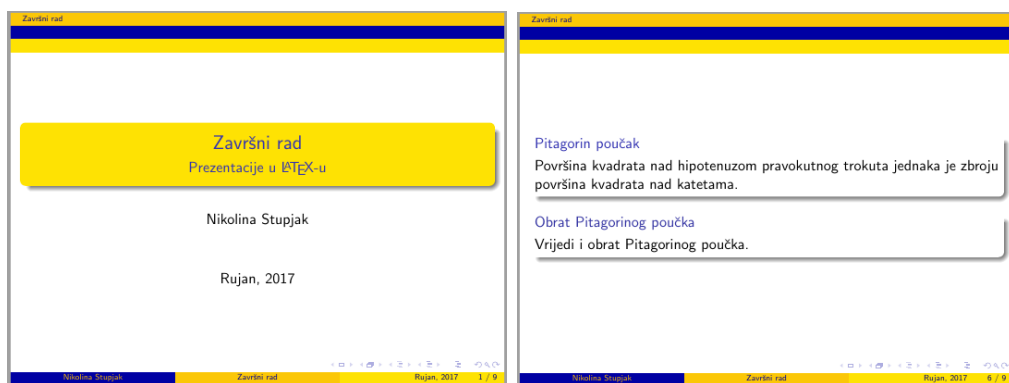 Završni rad
Završni rad
Prezentacije u LATEX-u
Nikolina Stupjak
Rujan, 2017
Nikolina Stupjak Završni rad Rujan, 2017 1 / 9
Završni rad
Pitagorin poučak
Površina kvadrata nad hipotenuzom pravokutnog trokuta jednaka je zbroju
površina kvadrata nad katetama.
Obrat Pitagorinog poučka
Vrijedi i obrat Pitagorinog poučka.
Nikolina Stupjak Završni rad Rujan, 2017 6 / 9